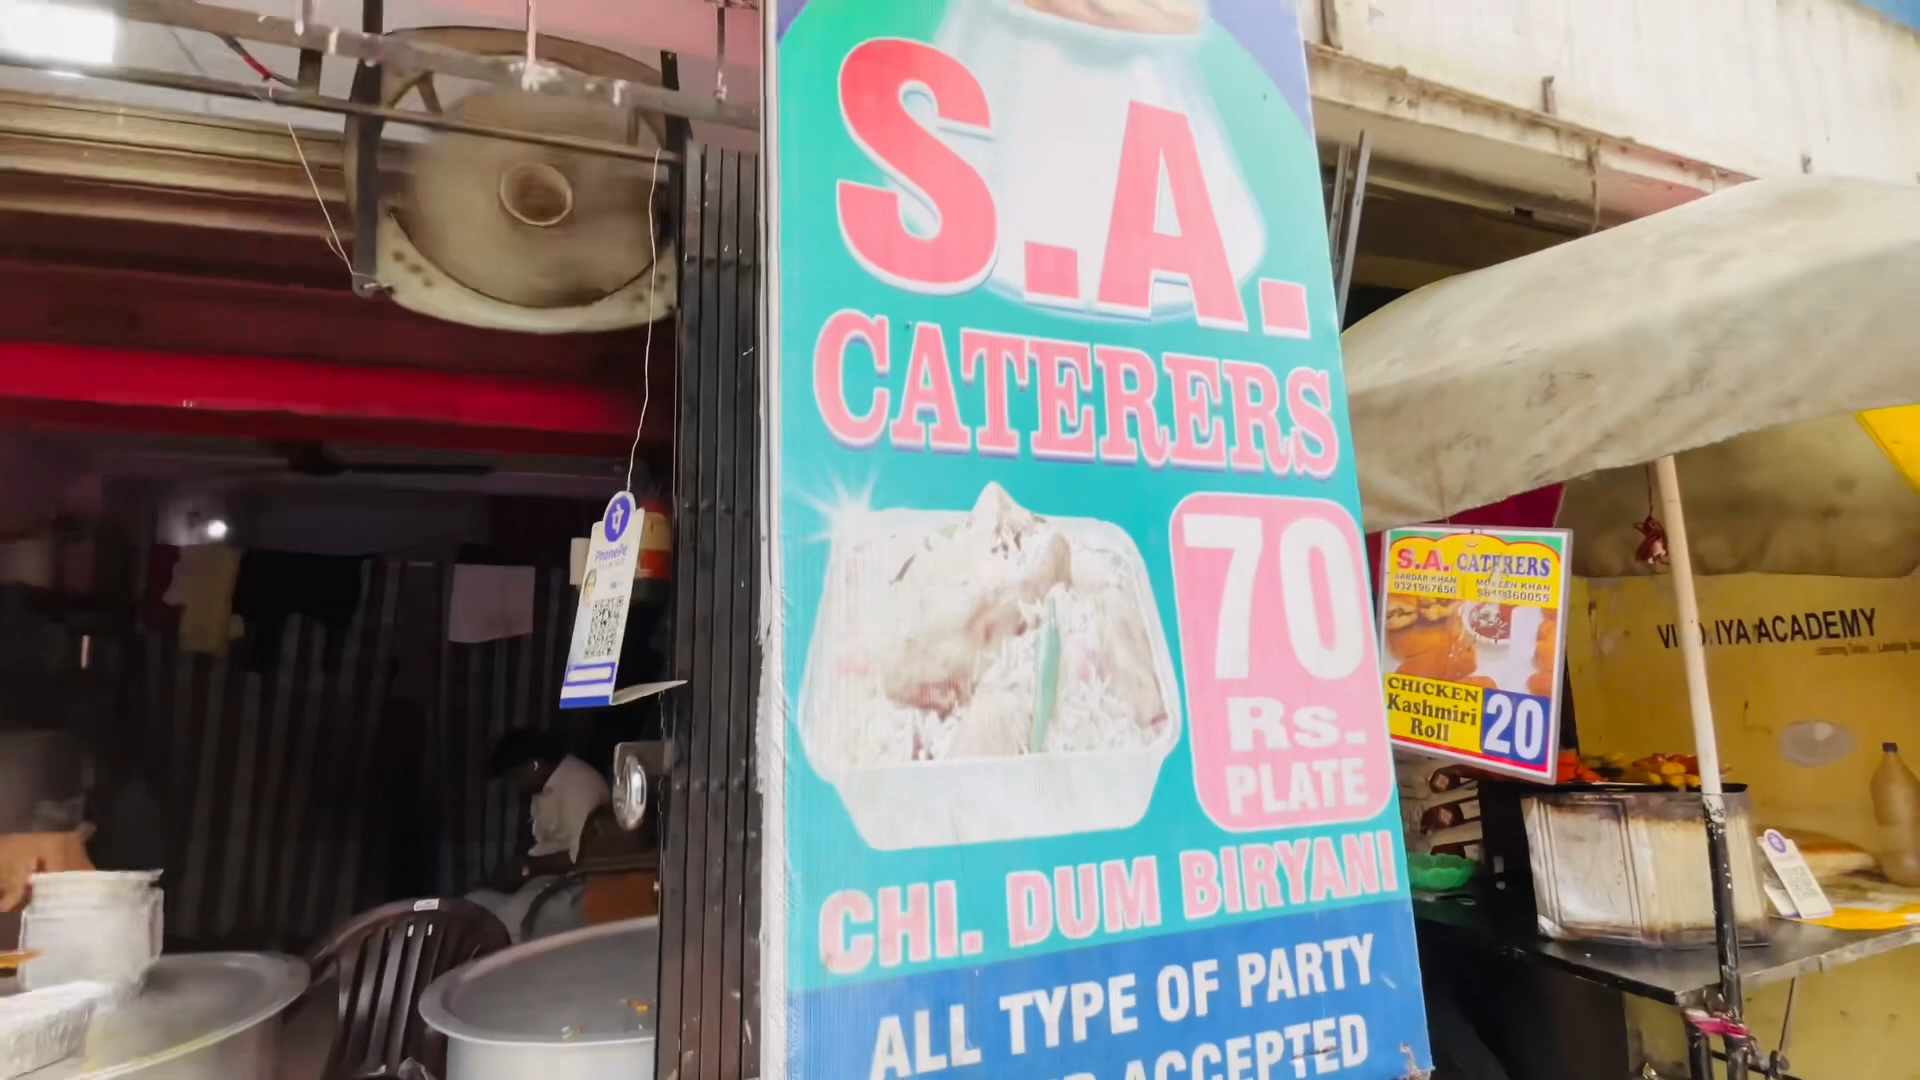 S.A.
CATERERS
70
Rs.
PLATE
CHI. DUM BIRYANI
ALL TYPE OF PARTY
ACCEPTED
पे
PhonePe
S.A. CATERERS
SARDAR KHAN
9321967656
KHAN
CHICKEN
Kashmiri
Roll
20
ACADEMY